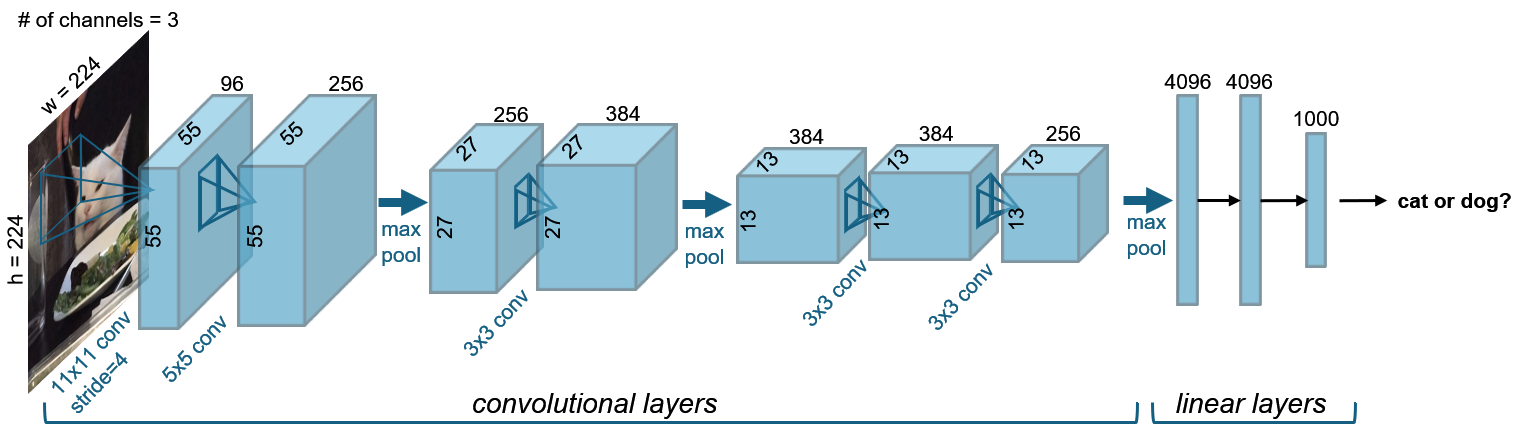 # of channels = 3
w = 224
h = 224
96
55
55
11x11 conv
stride=4
256
55
55
5x5 conv
max
pool
256
27
27
384
27
27
3x3 conv
max
pool
384
13
13
384
13
13
3x3 conv
256
13
13
3x3 conv
max
pool
4096
4096
1000
cat or dog?
convolutional layers
linear layers